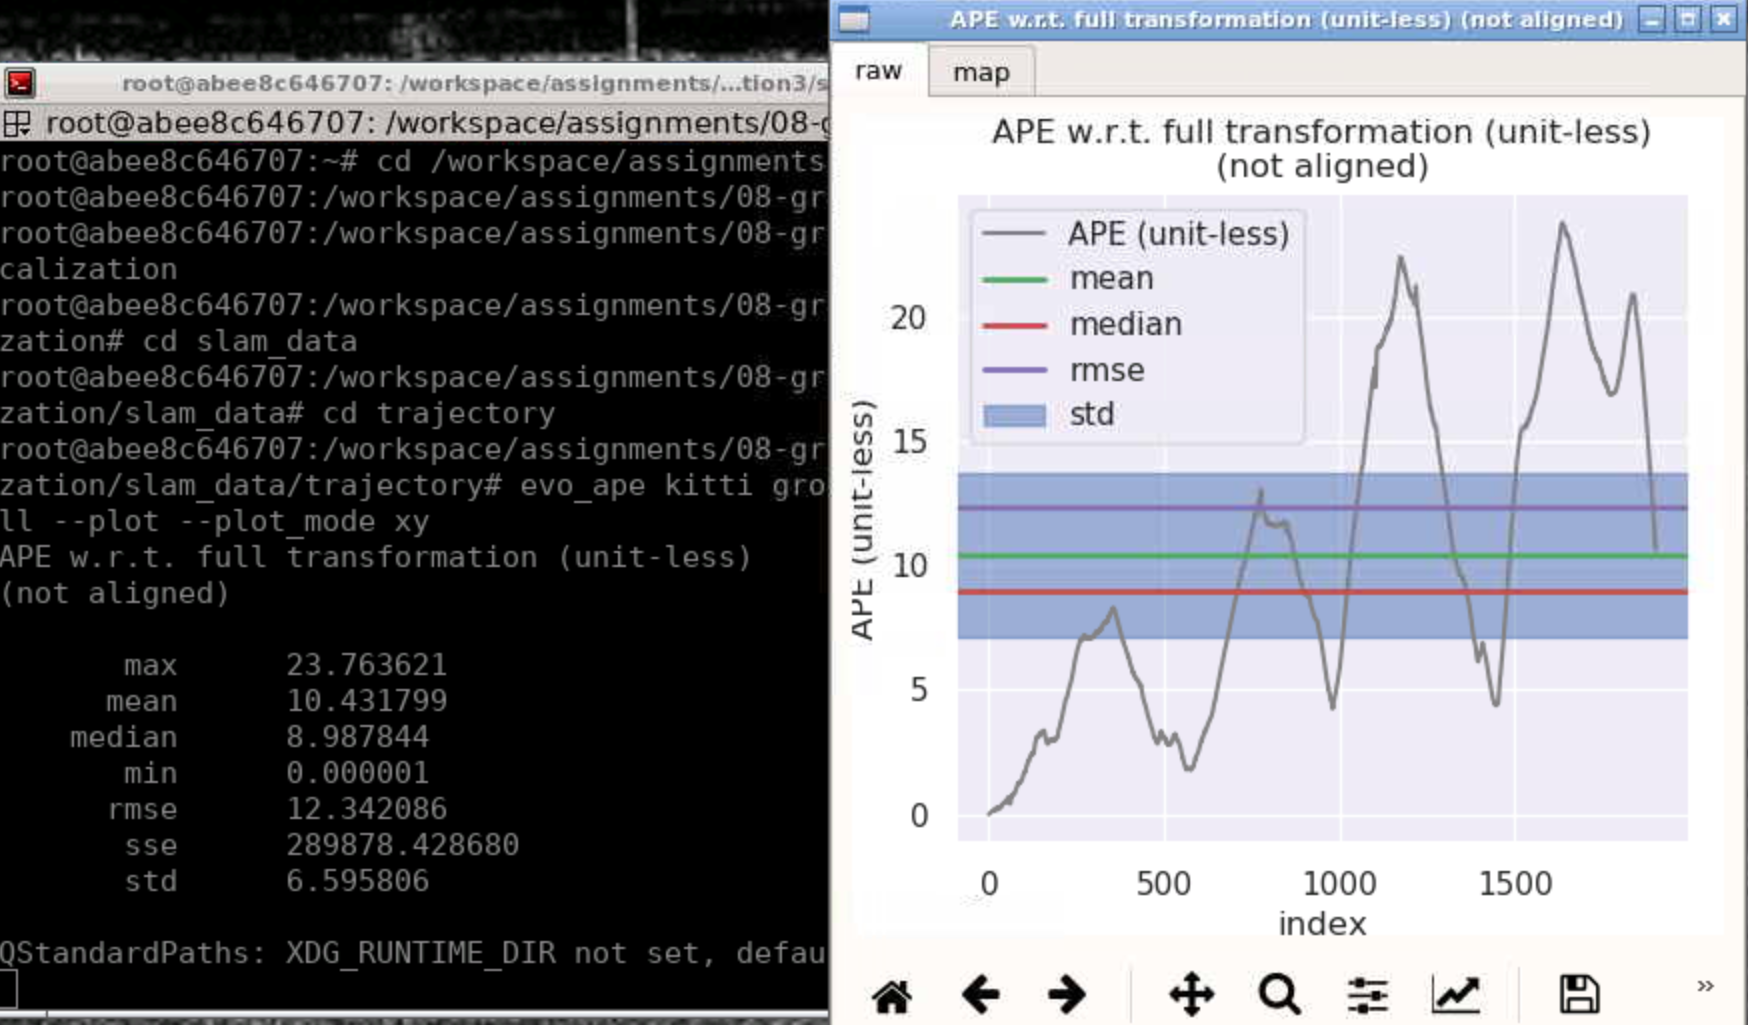 root@abee8c646707: /workspace/assignments/...tion3/s
root@abee8c646707: /workspace/assignments/08-g
root@abee8c646707:~# cd /workspace/assignments
root@abee8c646707:/workspace/assignments/08-gr
root@abee8c646707:/workspace/assignments/08-gr
calization
root@abee8c646707:/workspace/assignments/08-gr
zation# cd slam_data
root@abee8c646707:/workspace/assignments/08-gr
zation/slam_data# cd trajectory
root@abee8c646707:/workspace/assignments/08-gr
zation/slam_data/trajectory# evo_ape kitti gro
ll --plot --plot_mode xy
APE w.r.t. full transformation (unit-less)
(not aligned)
max 23.763621
mean 10.431799
median 8.987844
min 0.000001
rmse 12.342086
sse 289878.428680
std 6.595806
QStandardPaths: XDG_RUNTIME_DIR not set, defau
APE w.r.t. full transformation (unit-less) (not aligned)
raw map
APE w.r.t. full transformation (unit-less)
(not aligned)
APE (unit-less)
mean
median
rmse
std
APE (unit-less)
20
15
10
5
0
0 500 1000 1500
index